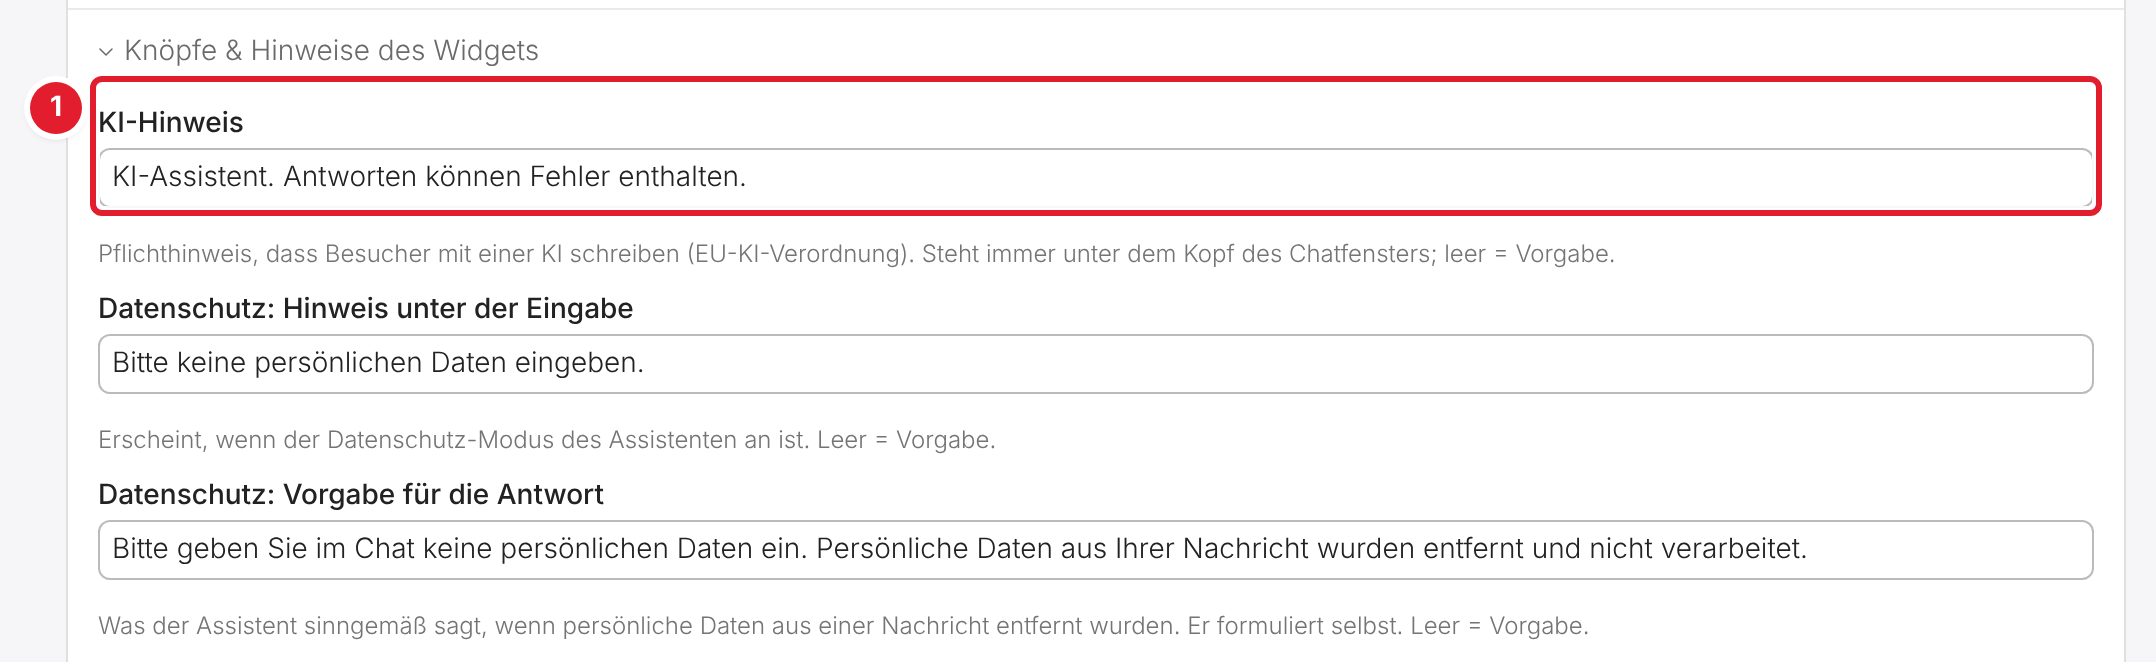 Knöpfe & Hinweise des Widgets
1
KI-Hinweis
KI-Assistent. Antworten können Fehler enthalten.
Pflichthinweis, dass Besucher mit einer KI schreiben (EU-KI-Verordnung). Steht immer unter dem Kopf des Chatfensters; leer = Vorgabe.
Datenschutz: Hinweis unter der Eingabe
Bitte keine persönlichen Daten eingeben.
Erscheint, wenn der Datenschutz-Modus des Assistenten an ist. Leer = Vorgabe.
Datenschutz: Vorgabe für die Antwort
Bitte geben Sie im Chat keine persönlichen Daten ein. Persönliche Daten aus Ihrer Nachricht wurden entfernt und nicht verarbeitet.
Was der Assistent sinngemäß sagt, wenn persönliche Daten aus einer Nachricht entfernt wurden. Er formuliert selbst. Leer = Vorgabe.